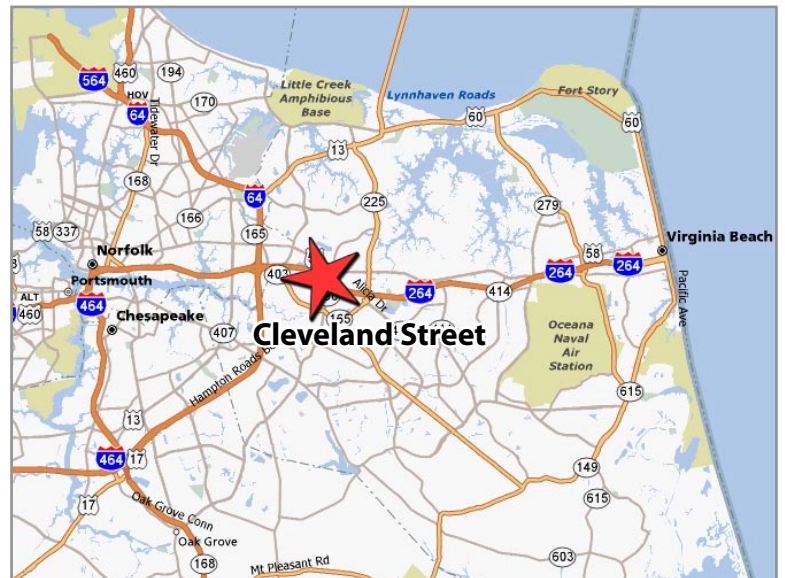 564
460
194
HOV
64
Tidewater Dr
170
Little Creek
Amphibious
Base
Lynnhaven Roads
Fort Story
60
60
13
168
64
225
166
279
58
337
165
Norfolk
58
Virginia Beach
403
264
264
264
Portsmouth
Alicia Dr
414
Pacific Ave
ALT
460
464
Chesapeake
165
407
Cleveland Street
Oceana
Naval
Air
Station
Hampton Roads
615
13
464
17
149
17
615
Oak Grove Conn
Oak Grove
168
603
Mt Pleasant Rd